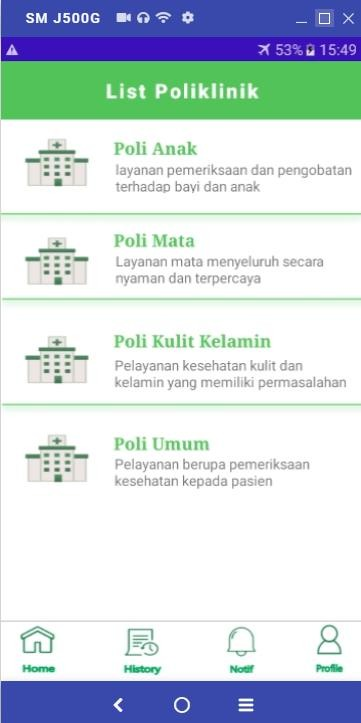 SM J500G
53% 15:49
List Poliklinik
Poli Anak
layanan pemeriksaan dan pengobatan
terhadap bayi dan anak
Poli Mata
Layanan mata menyeluruh secara
nyaman dan terpercaya
Poli Kulit Kelamin
Pelayanan kesehatan kulit dan
kelamin yang memiliki permasalahan
Poli Umum
Pelayanan berupa pemeriksaan
kesehatan kepada pasien
Home History Notif Profile